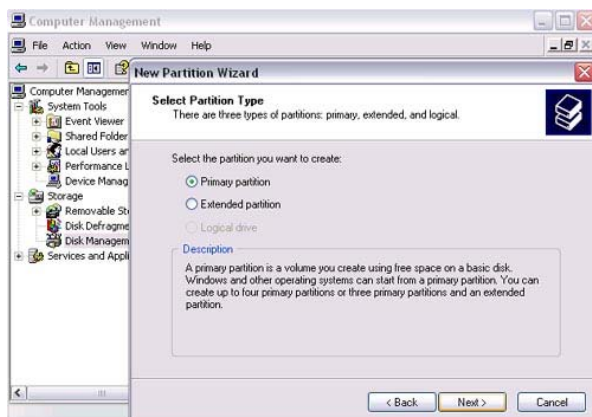 Computer Management
File Action View Window Help
New Partition Wizard
Computer Managemer
System Tools
Event Viewer
Shared Folder
Local Users ar
Performance L
Device Manag
Storage
Removable St
Disk Defragme
Disk Managem
Services and Appli
Select Partition Type
There are three types of partitions: primary, extended, and logical.
Select the partition you want to create:
Primary partition
Extended partition
Logical drive
Description
A primary partition is a volume you create using free space on a basic disk.
Windows and other operating systems can start from a primary partition. You can
create up to four primary partitions or three primary partitions and an extended
partition.
< Back Next > Cancel